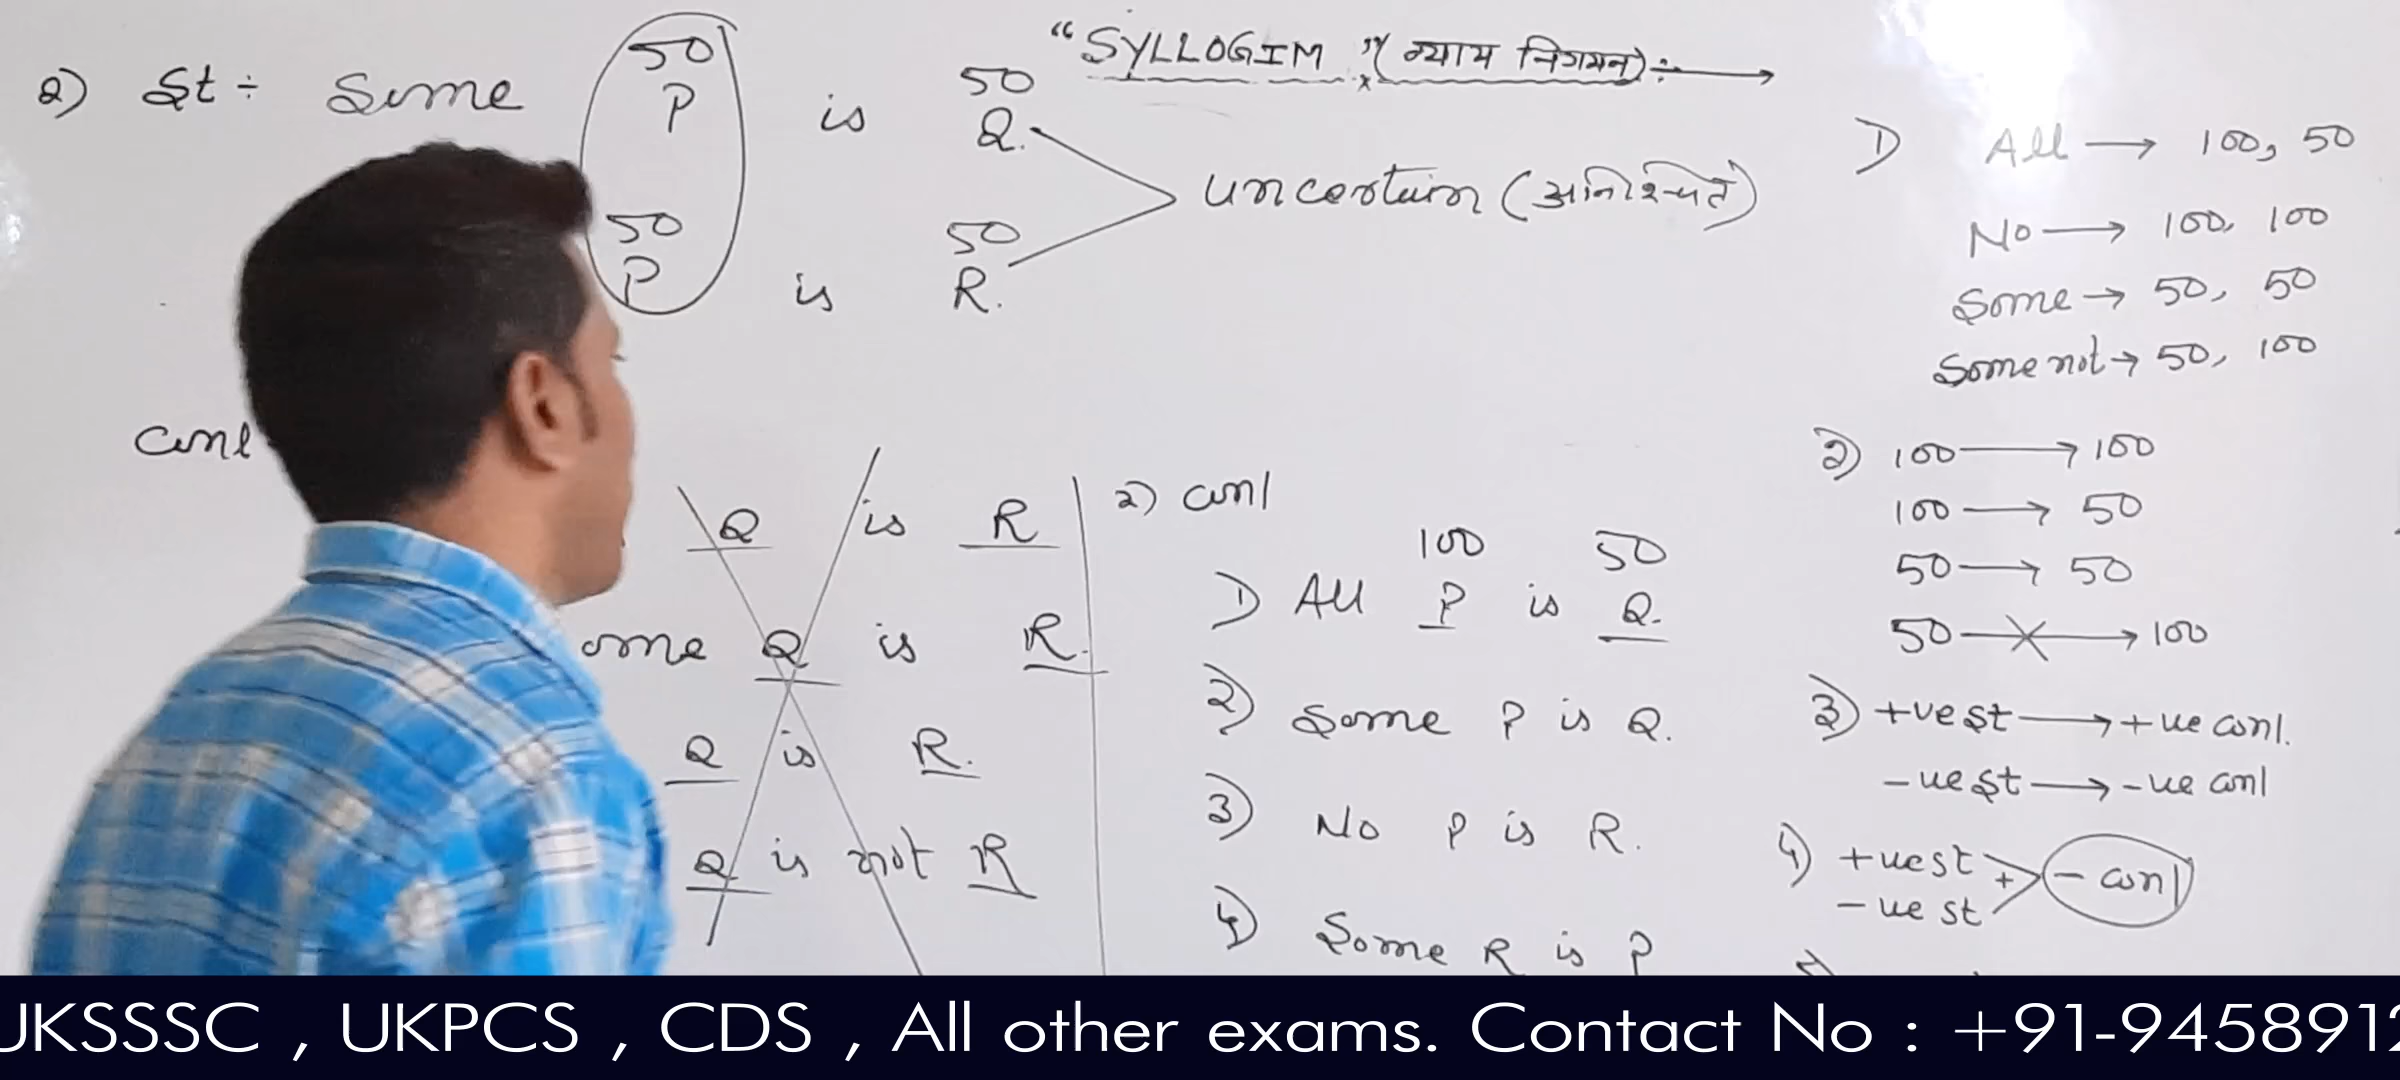 "SYLLOGIM" (न्याय निगमन) ÷ →
2) St ÷ Some 50 P is 50 Q.
uncertain (अनिश्चित)
50 P is 50 R.
conl
Q is R
ome Q is R.
Q is R.
Q is not R
2) conl
100 50
1) All P is Q.
2) Some P is Q.
3) No P is R.
4) Some R is P
1) All → 100, 50
No → 100, 100
Some → 50, 50
Some not → 50, 100
2) 100 → 100
100 → 50
50 → 50
50 ✕→ 100
3) +ve st → +ve conl.
-ve st → -ve conl
4) +ve st + - conl
-ve st
JKSSSC , UKPCS , CDS , All other exams. Contact No : +91-9458912